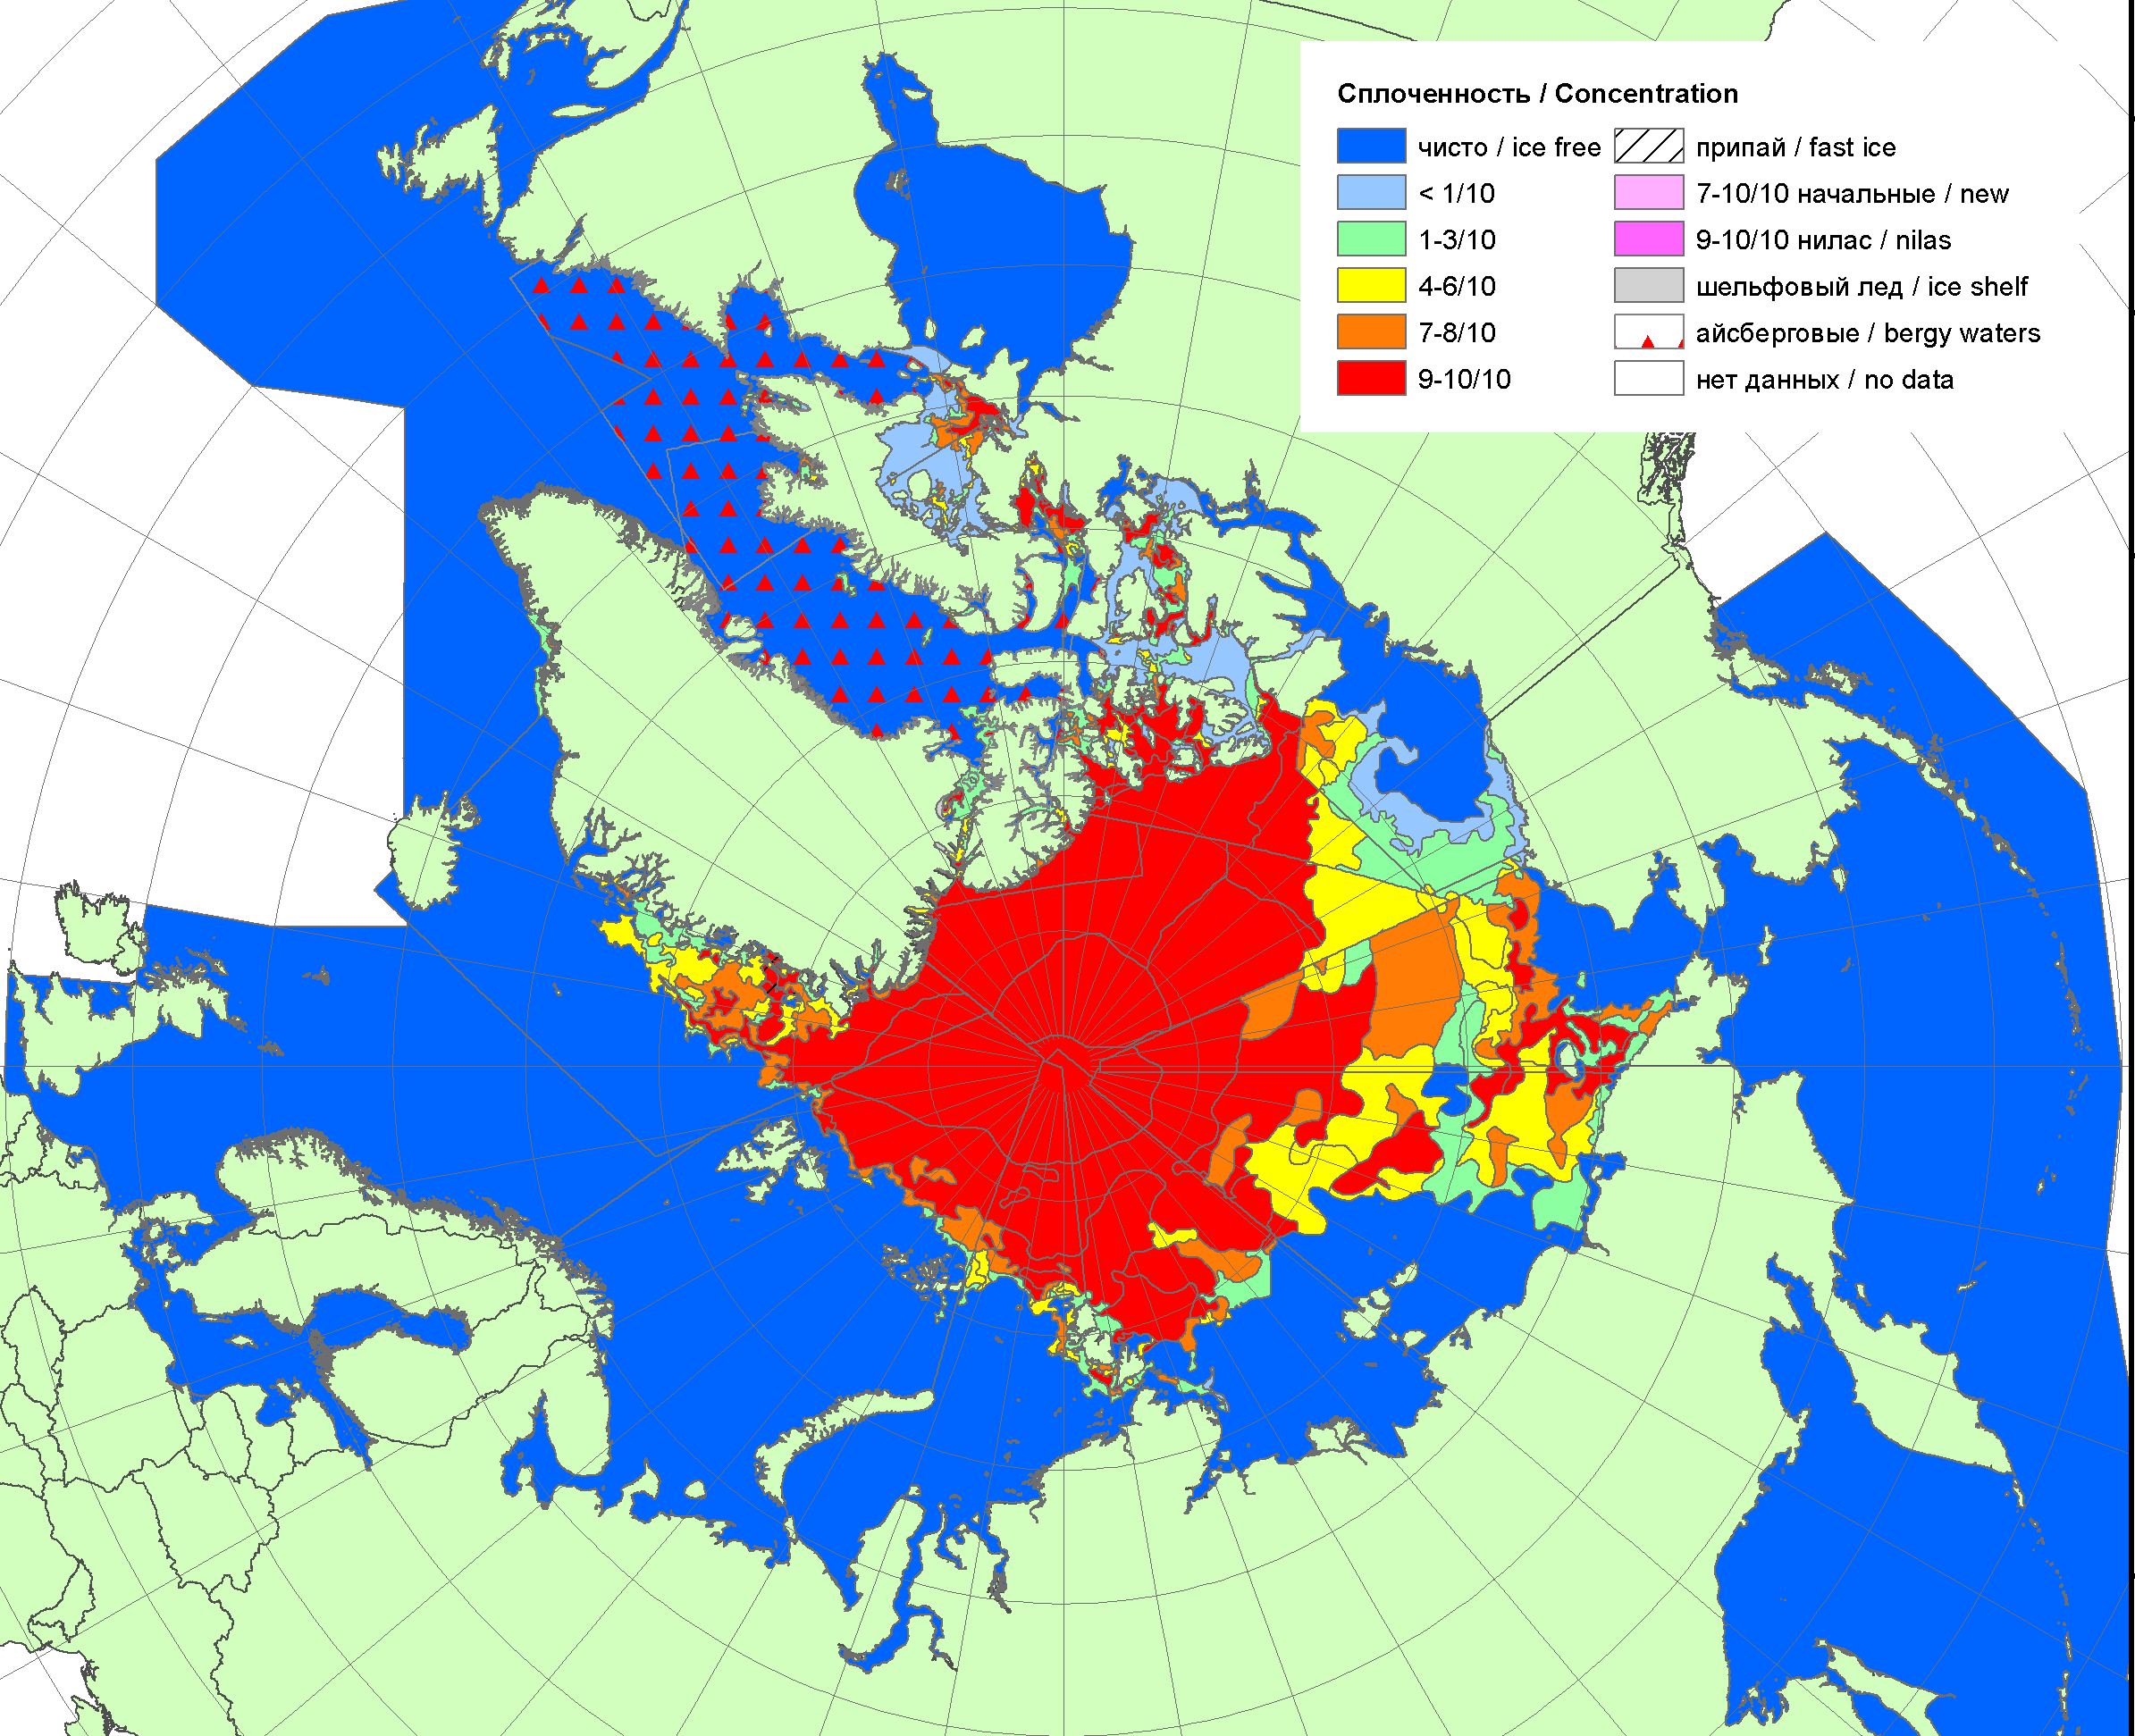 Сплоченность / Concentration
чисто / ice free
< 1/10
1-3/10
4-6/10
7-8/10
9-10/10
припай / fast ice
7-10/10 начальные / new
9-10/10 нилас / nilas
шельфовый лед / ice shelf
айсберговые / bergy waters
нет данных / no data